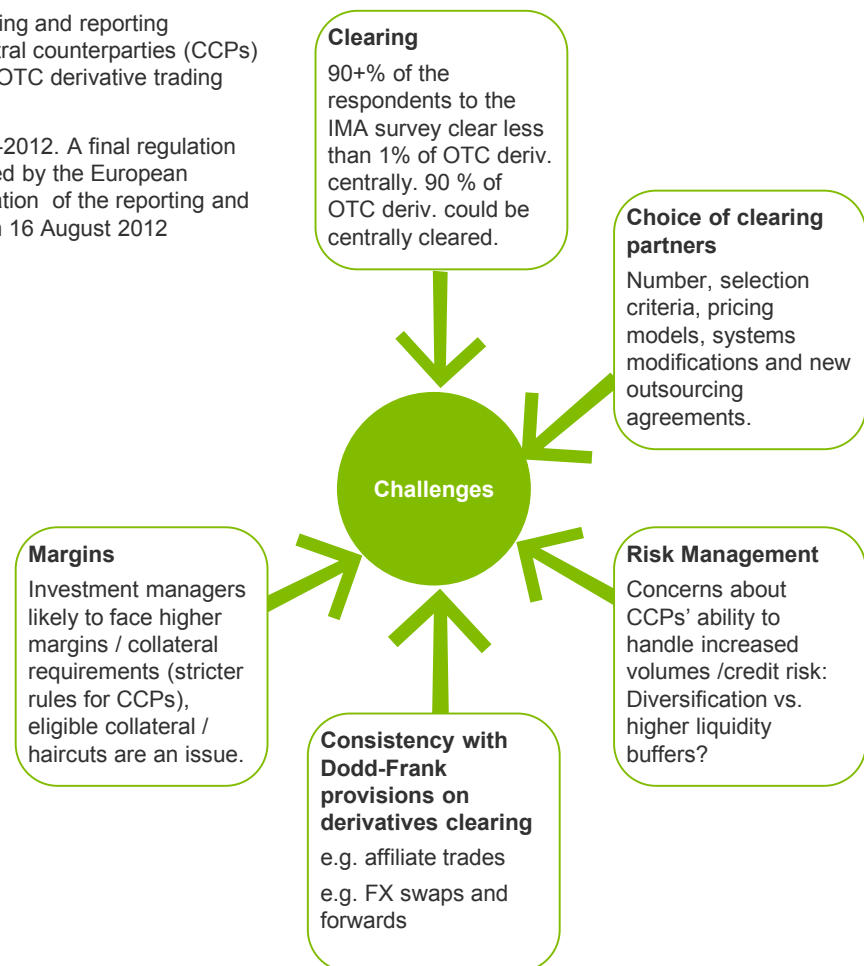 ing and reporting
tral counterparties (CCPs)
OTC derivative trading
-2012. A final regulation
ed by the European
ation of the reporting and
n 16 August 2012
Clearing
90+% of the
respondents to the
IMA survey clear less
than 1% of OTC deriv.
centrally. 90 % of
OTC deriv. could be
centrally cleared.
Choice of clearing
partners
Number, selection
criteria, pricing
models, systems
modifications and new
outsourcing
agreements.
Challenges
Margins
Investment managers
likely to face higher
margins / collateral
requirements (stricter
rules for CCPs),
eligible collateral /
haircuts are an issue.
Risk Management
Concerns about
CCPs’ ability to
handle increased
volumes /credit risk:
Diversification vs.
higher liquidity
buffers?
Consistency with
Dodd-Frank
provisions on
derivatives clearing
e.g. affiliate trades
e.g. FX swaps and
forwards